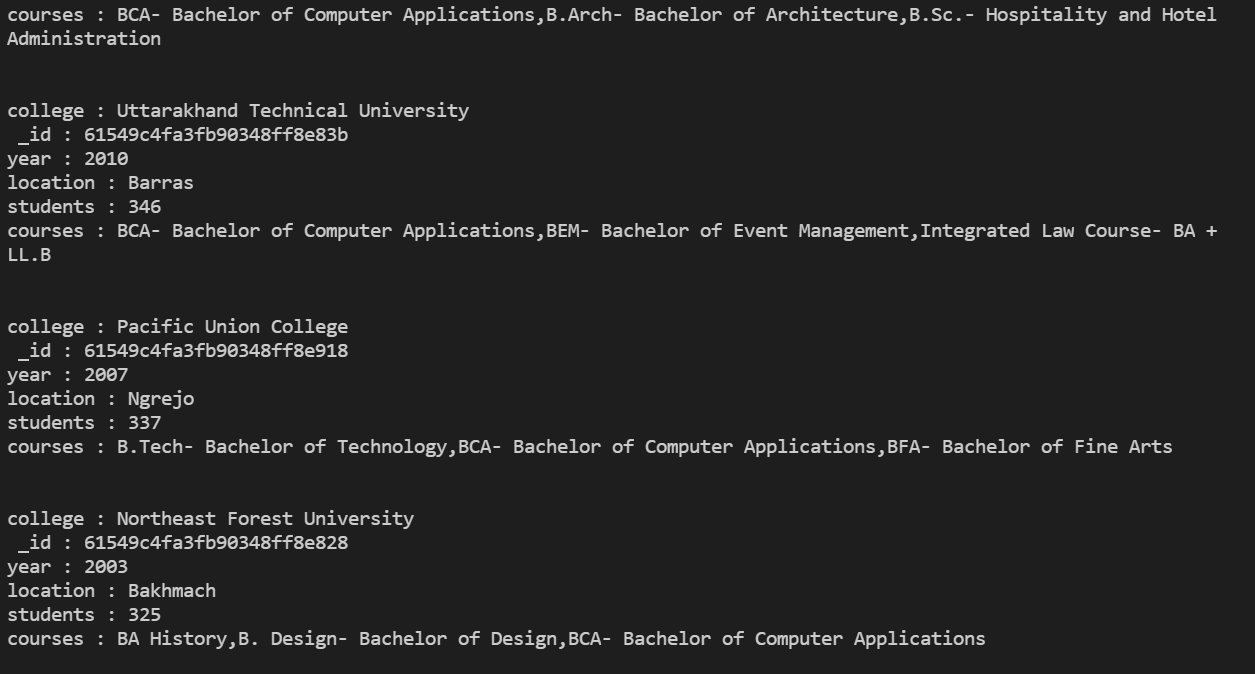 courses : BCA- Bachelor of Computer Applications,B.Arch- Bachelor of Architecture,B.Sc.- Hospitality and Hotel
Administration
college : Uttarakhand Technical University
_id : 61549c4fa3fb90348ff8e83b
year : 2010
location : Barras
students : 346
courses : BCA- Bachelor of Computer Applications,BEM- Bachelor of Event Management,Integrated Law Course- BA +
LL.B
college : Pacific Union College
_id : 61549c4fa3fb90348ff8e918
year : 2007
location : Ngrejo
students : 337
courses : B.Tech- Bachelor of Technology,BCA- Bachelor of Computer Applications,BFA- Bachelor of Fine Arts
college : Northeast Forest University
_id : 61549c4fa3fb90348ff8e828
year : 2003
location : Bakhmach
students : 325
courses : BA History,B. Design- Bachelor of Design,BCA- Bachelor of Computer Applications